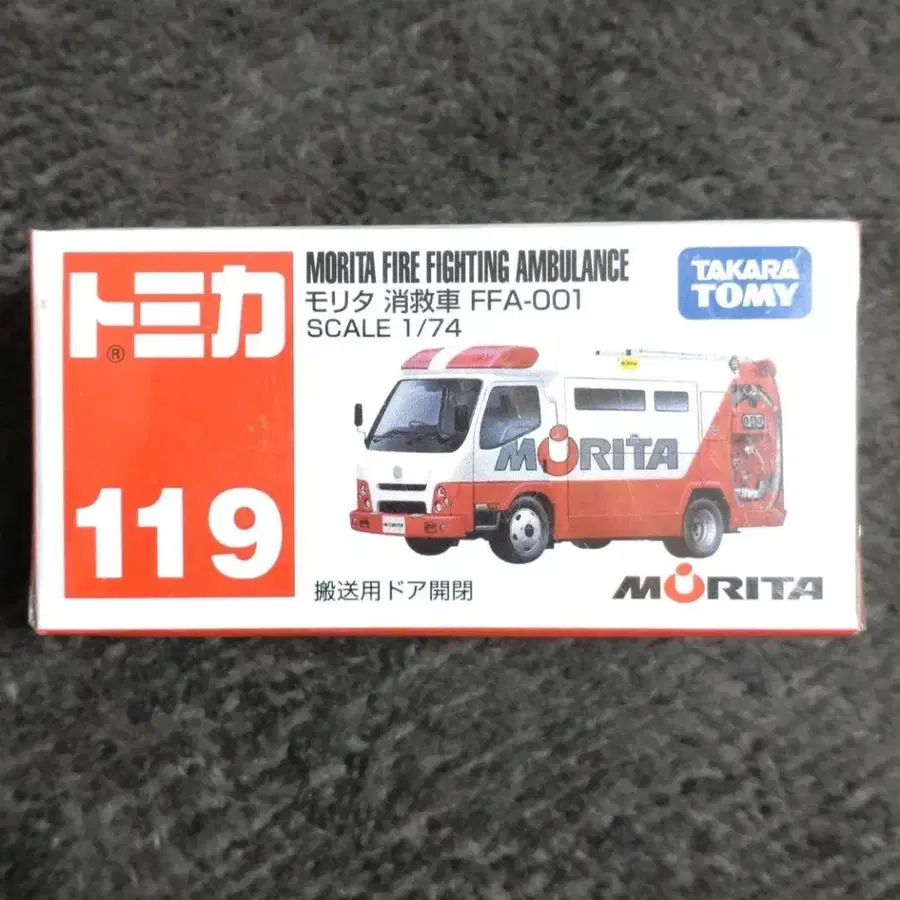 トミカ
®
119
MORITA FIRE FIGHTING AMBULANCE
モリタ 消救車 FFA-001
SCALE 1/74
TAKARA
TOMY
MORITA
MORITA
搬送用ドア開閉
MORITA